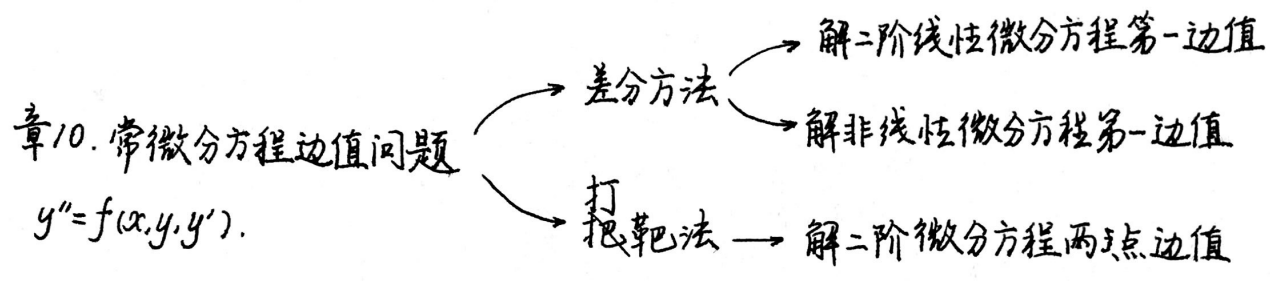 章10.常微分方程边值问题
y''=f(x,y,y').
差分方法
解二阶线性微分方程第一边值
解非线性微分方程第一边值
打
靶法
解二阶微分方程两点边值